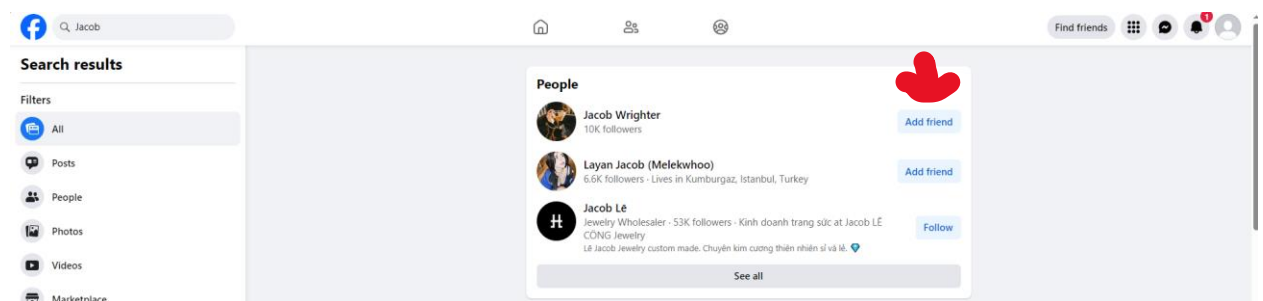 Jacob
Find friends
1
Search results
Filters
All
Posts
People
Photos
Videos
Marketplace
People
Jacob Wrighter
10K followers
Add friend
Layan Jacob (Melekwhoo)
6.6K followers · Lives in Kumburgaz, Istanbul, Turkey
Add friend
Jacob Lê
Jewelry Wholesaler · 53K followers · Kinh doanh trang sức at Jacob LÊ
CÔNG Jewelry
Lê Jacob Jewelry custom made. Chuyên kim cương thiên nhiên sỉ và lẻ.
Follow
See all